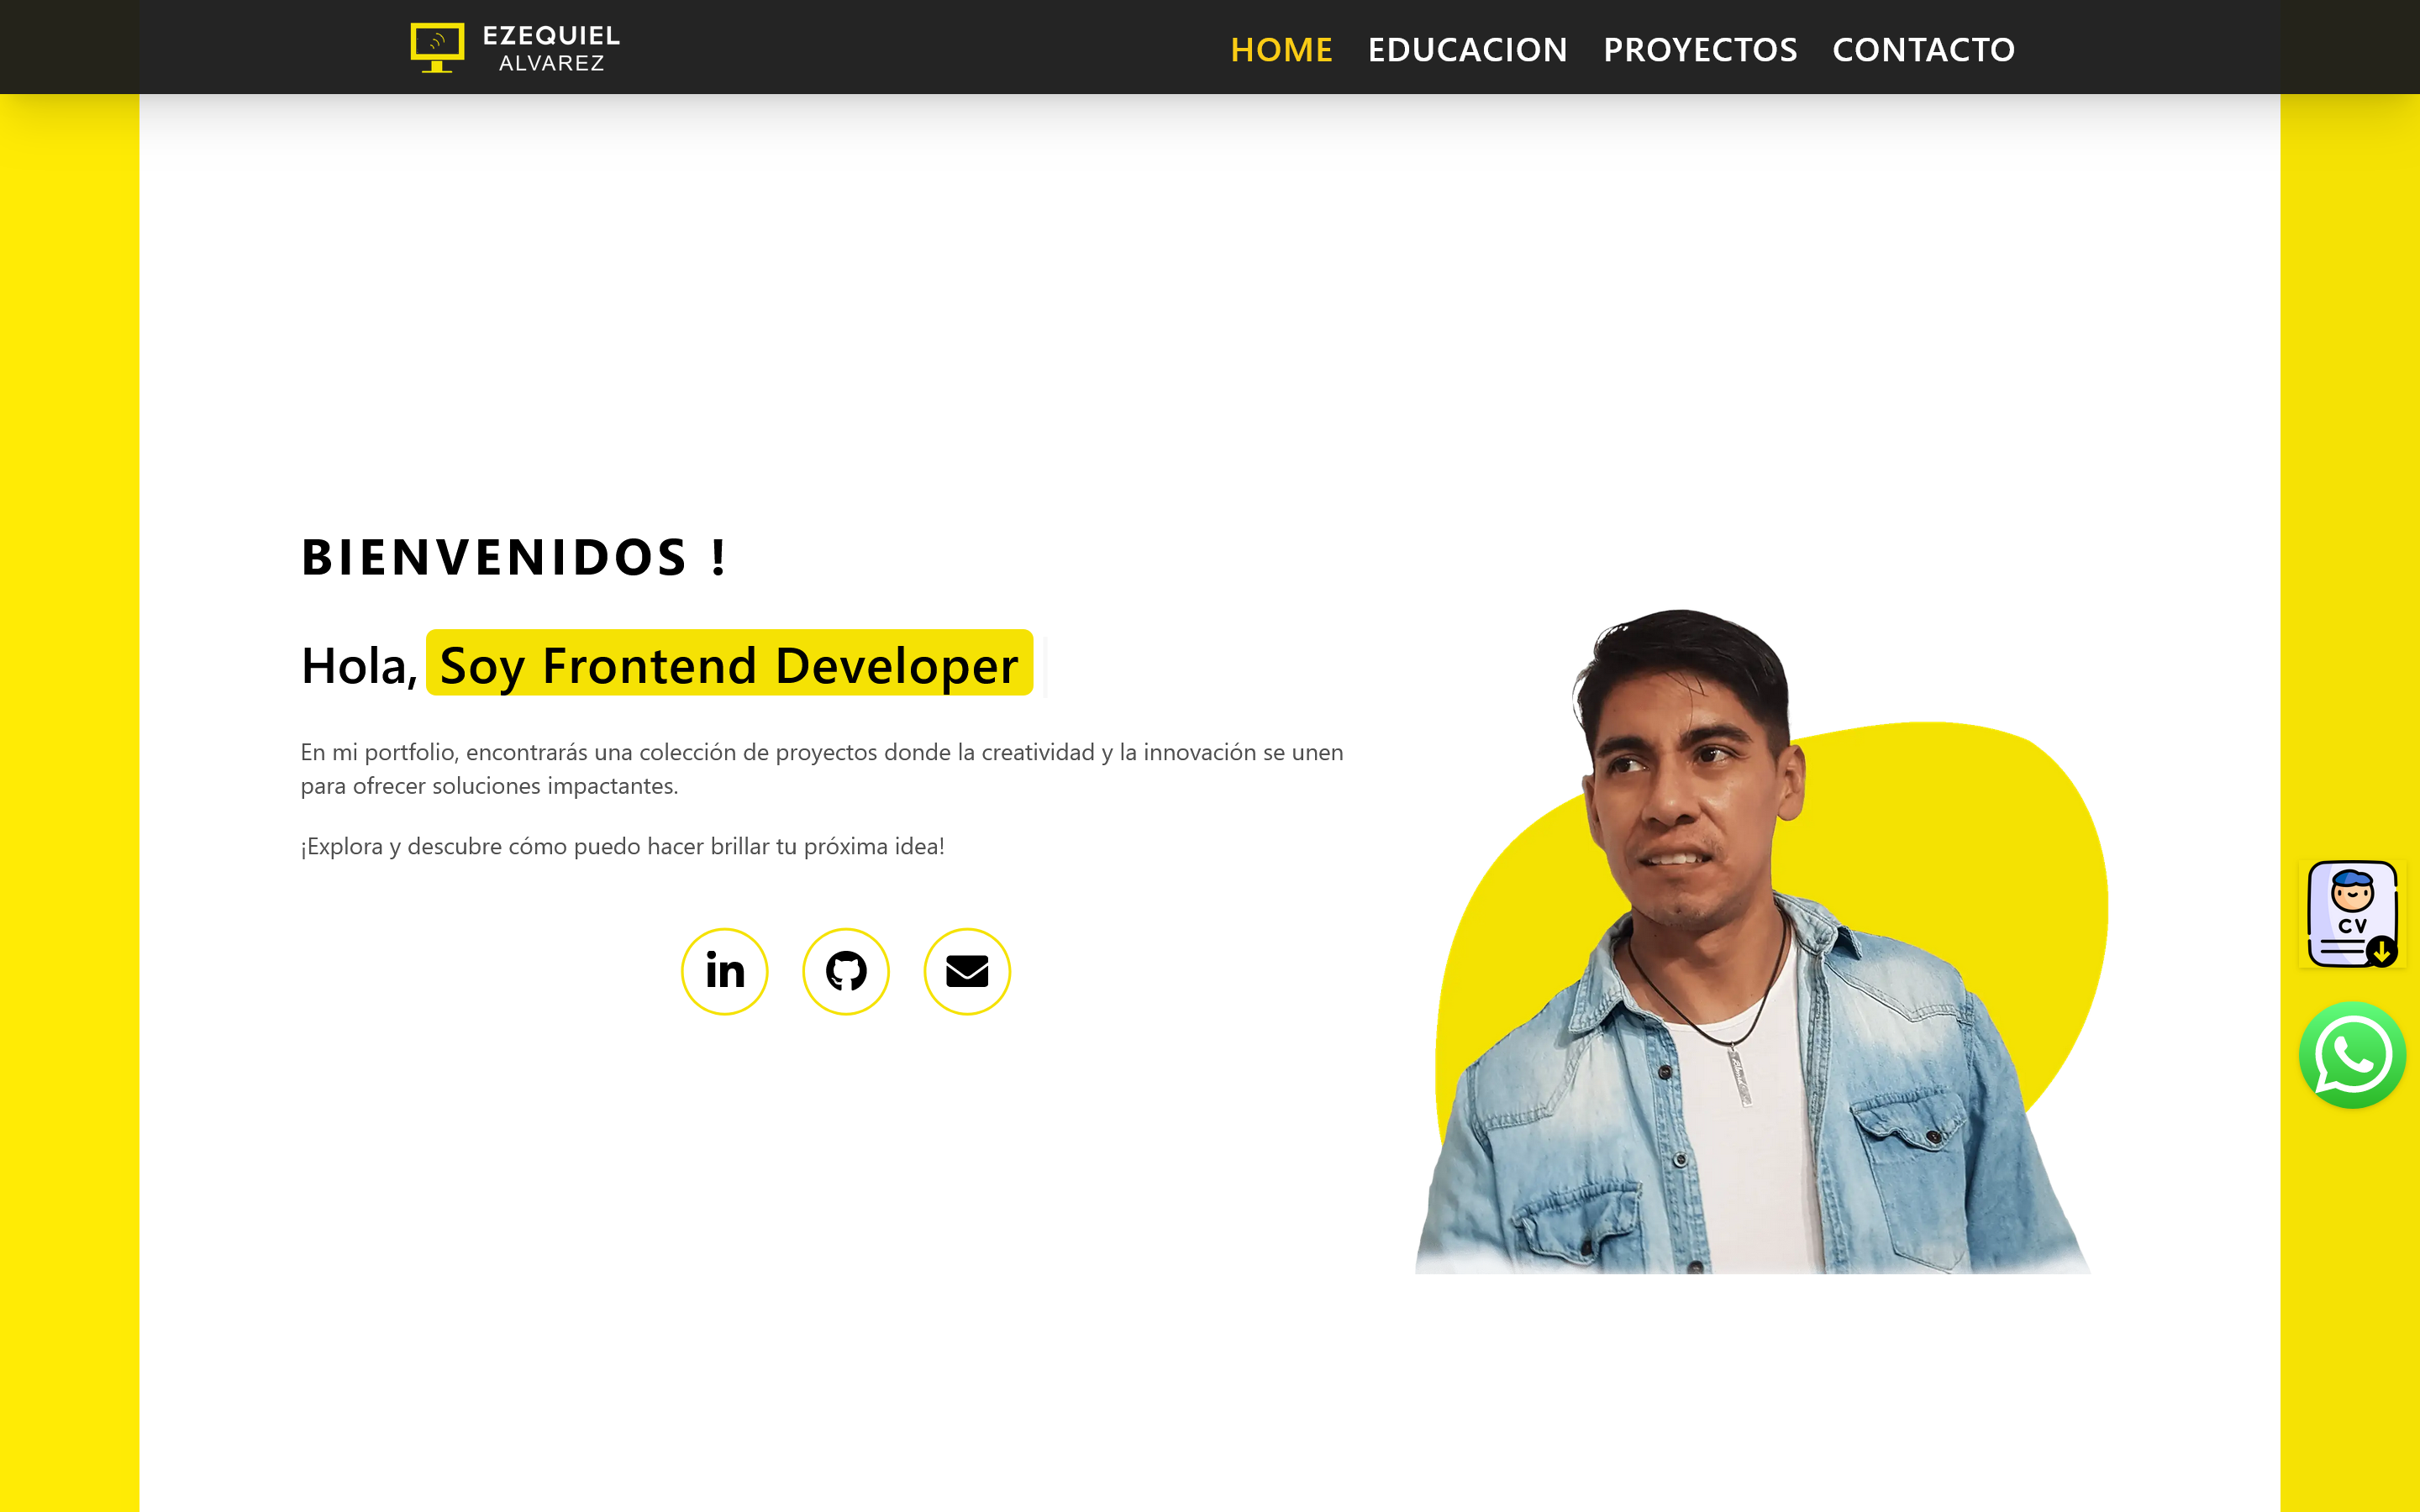 EZEQUIEL
ALVAREZ
HOME EDUCACION PROYECTOS CONTACTO
BIENVENIDOS !
Hola, Soy Frontend Developer
En mi portfolio, encontrarás una colección de proyectos donde la creatividad y la innovación se unen
para ofrecer soluciones impactantes.
¡Explora y descubre cómo puedo hacer brillar tu próxima idea!
in
CV